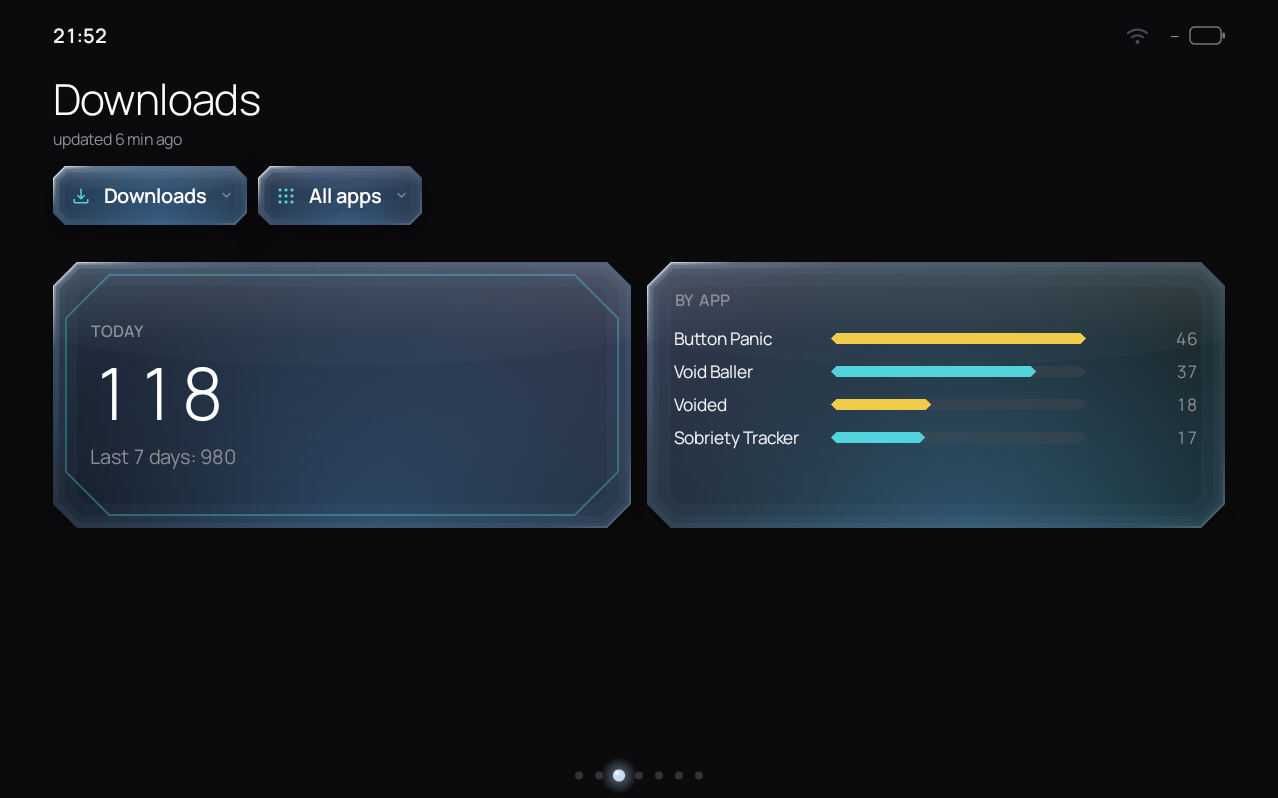 21:52
–
Downloads
updated 6 min ago
Downloads
All apps
TODAY
118
Last 7 days: 980
BY APP
Button Panic 46
Void Baller 37
Voided 18
Sobriety Tracker 17